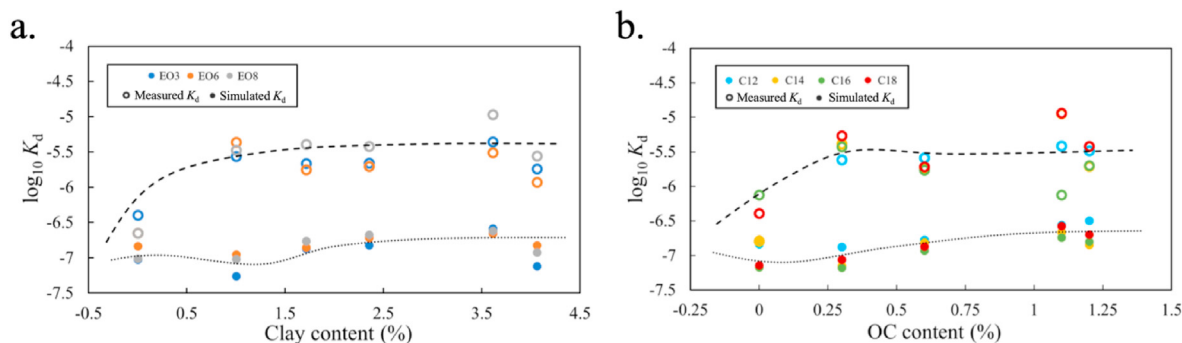 a.
-4
-4.5
-5
-5.5
-6
-6.5
-7
-7.5
log10 Kd
EO3 EO6 EO8
Measured Kd Simulated Kd
-0.5 0.5 1.5 2.5 3.5 4.5
Clay content (%)
b.
-4
-4.5
-5
-5.5
-6
-6.5
-7
-7.5
log10 Kd
C12 C14 C16 C18
Measured Kd Simulated Kd
-0.25 0 0.25 0.5 0.75 1 1.25 1.5
OC content (%)